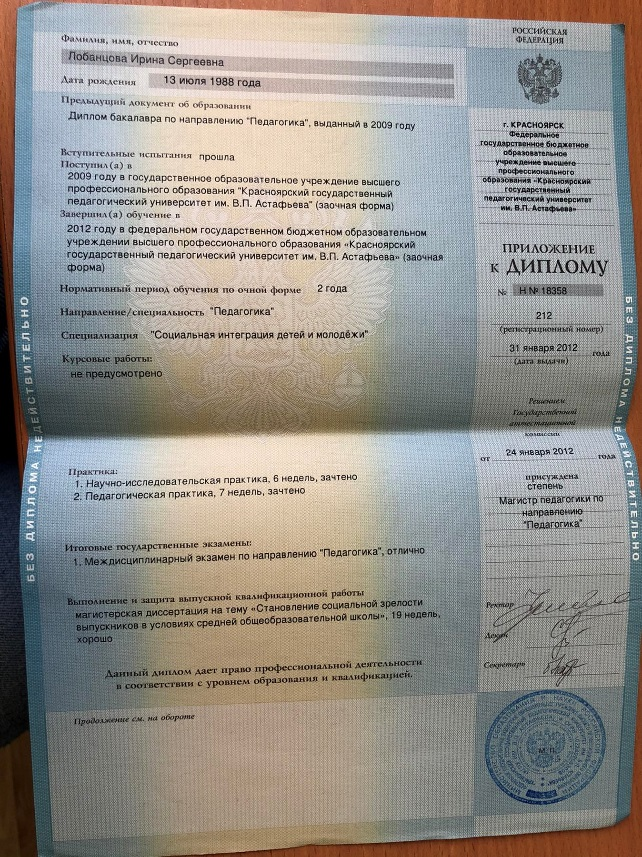 Фамилия, имя, отчество
Лобанцова Ирина Сергеевна
Дата рождения 13 июля 1988 года
Предыдущий документ об образовании
Диплом бакалавра по направлению "Педагогика", выданный в 2009 году
Вступительные испытания прошла
Поступил(а) в
2009 году в государственное образовательное учреждение высшего
профессионального образования "Красноярский государственный
педагогический университет им. В.П. Астафьева" (заочная форма)
Завершил(а) обучение в
2012 году в федеральном государственном бюджетном образовательном
учреждении высшего профессионального образования «Красноярский
государственный педагогический университет им. В.П. Астафьева» (заочная
форма)
Нормативный период обучения по очной форме 2 года
Направление/специальность "Педагогика"
Специализация "Социальная интеграция детей и молодёжи"
Курсовые работы:
не предусмотрено
Практика:
1. Научно-исследовательская практика, 6 недель, зачтено
2. Педагогическая практика, 7 недель, зачтено
Итоговые государственные экзамены:
1. Междисциплинарный экзамен по направлению "Педагогика", отлично
Выполнение и защита выпускной квалификационной работы
магистерская диссертация на тему «Становление социальной зрелости
выпускников в условиях средней общеобразовательной школы», 19 недель,
хорошо
Данный диплом дает право профессиональной деятельности
в соответствии с уровнем образования и квалификацией.
Продолжение см. на обороте
РОССИЙСКАЯ
ФЕДЕРАЦИЯ
г. КРАСНОЯРСК
Федеральное
государственное бюджетное
образовательное
учреждение высшего
профессионального
образования «Красноярский
государственный
педагогический университет
им. В.П. Астафьева»
ПРИЛОЖЕНИЕ
к ДИПЛОМУ
№ Н № 18358
212
(регистрационный номер)
31 января 2012 года
(дата выдачи)
Решением
Государственной
аттестационной
комиссии
от 24 января 2012 года
присуждена
степень
Магистр педагогики по
направлению
"Педагогика"
Ректор
Декан
Секретарь
М.П.
БЕЗ ДИПЛОМА НЕДЕЙСТВИТЕЛЬНО
БЕЗ ДИПЛОМА НЕДЕЙСТВИТЕЛЬНО